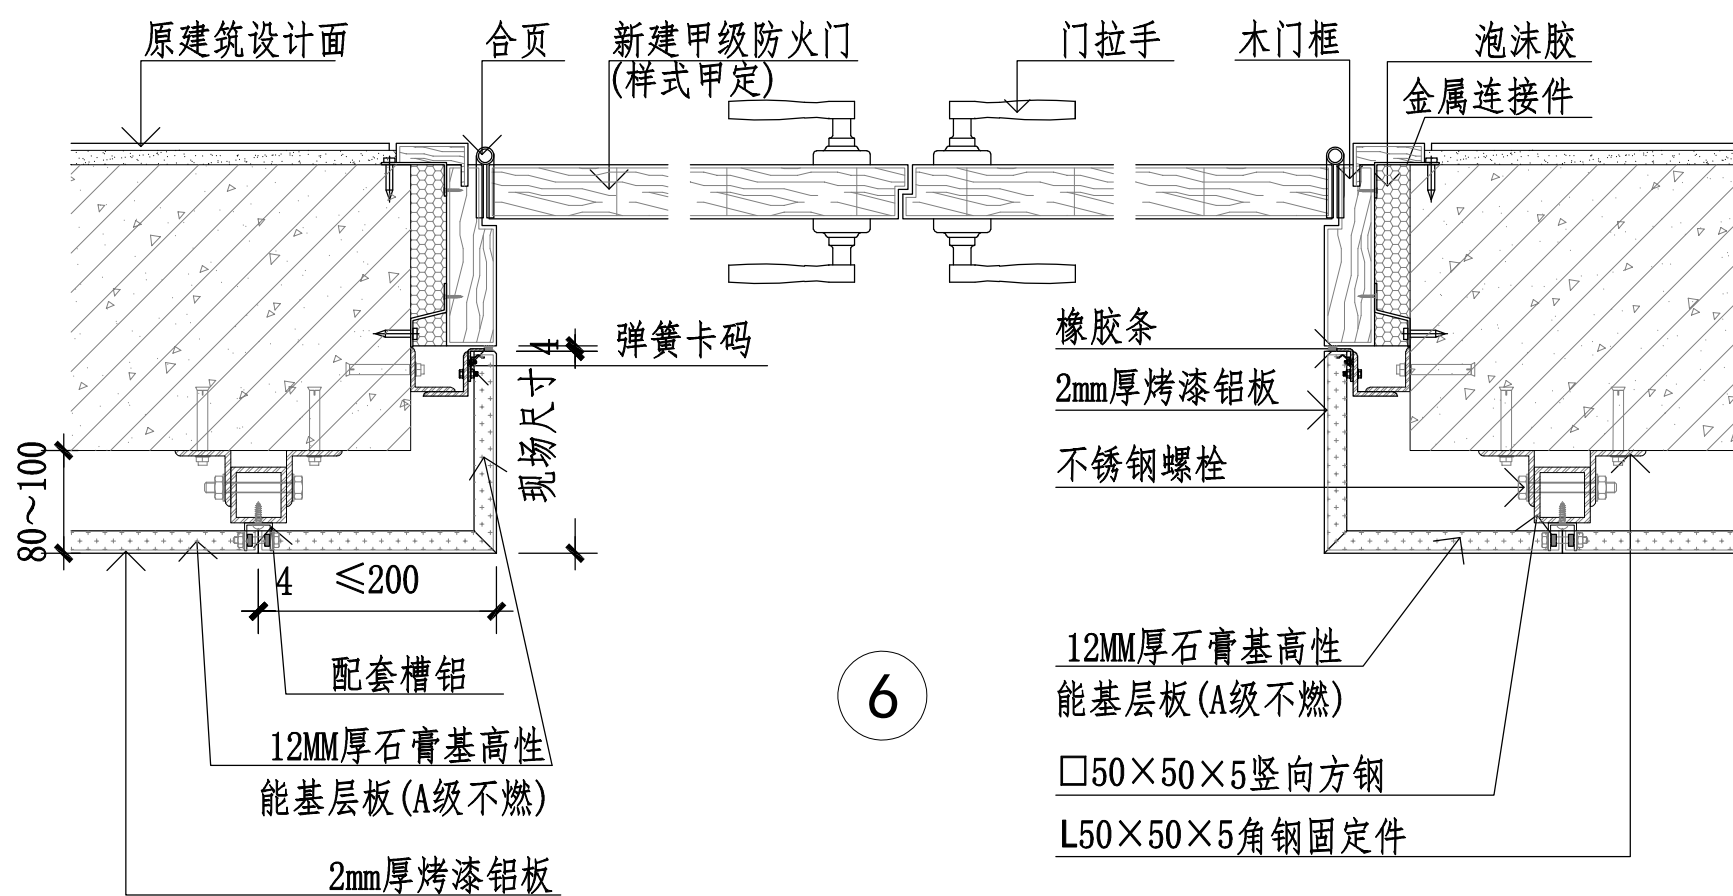 原建筑设计面
合页
新建甲级防火门
(样式甲定)
门拉手
木门框
泡沫胶
金属连接件
4
弹簧卡码
现场尺寸
80~100
4
≤200
配套槽铝
12MM厚石膏基高性
能基层板(A级不燃)
2mm厚烤漆铝板
6
橡胶条
2mm厚烤漆铝板
不锈钢螺栓
12MM厚石膏基高性
能基层板(A级不燃)
□50×50×5竖向方钢
L50×50×5角钢固定件